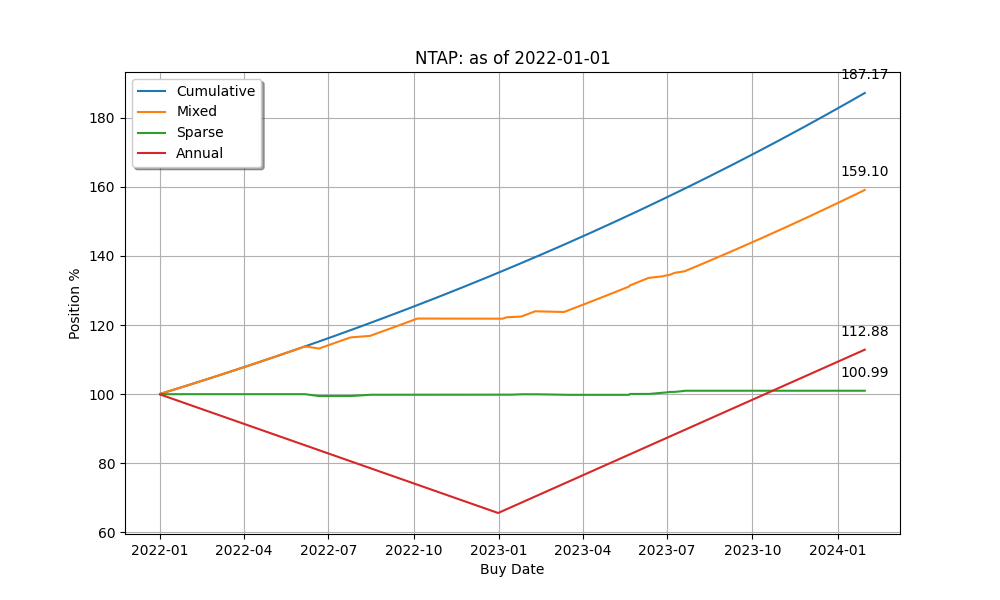 NTAP: as of 2022-01-01
187.17
Cumulative
Mixed
Sparse
Annual
180
159.10
160
140
120
112.88
100.99
100
80
60
Position %
2022-01 2022-04 2022-07 2022-10 2023-01 2023-04 2023-07 2023-10 2024-01
Buy Date